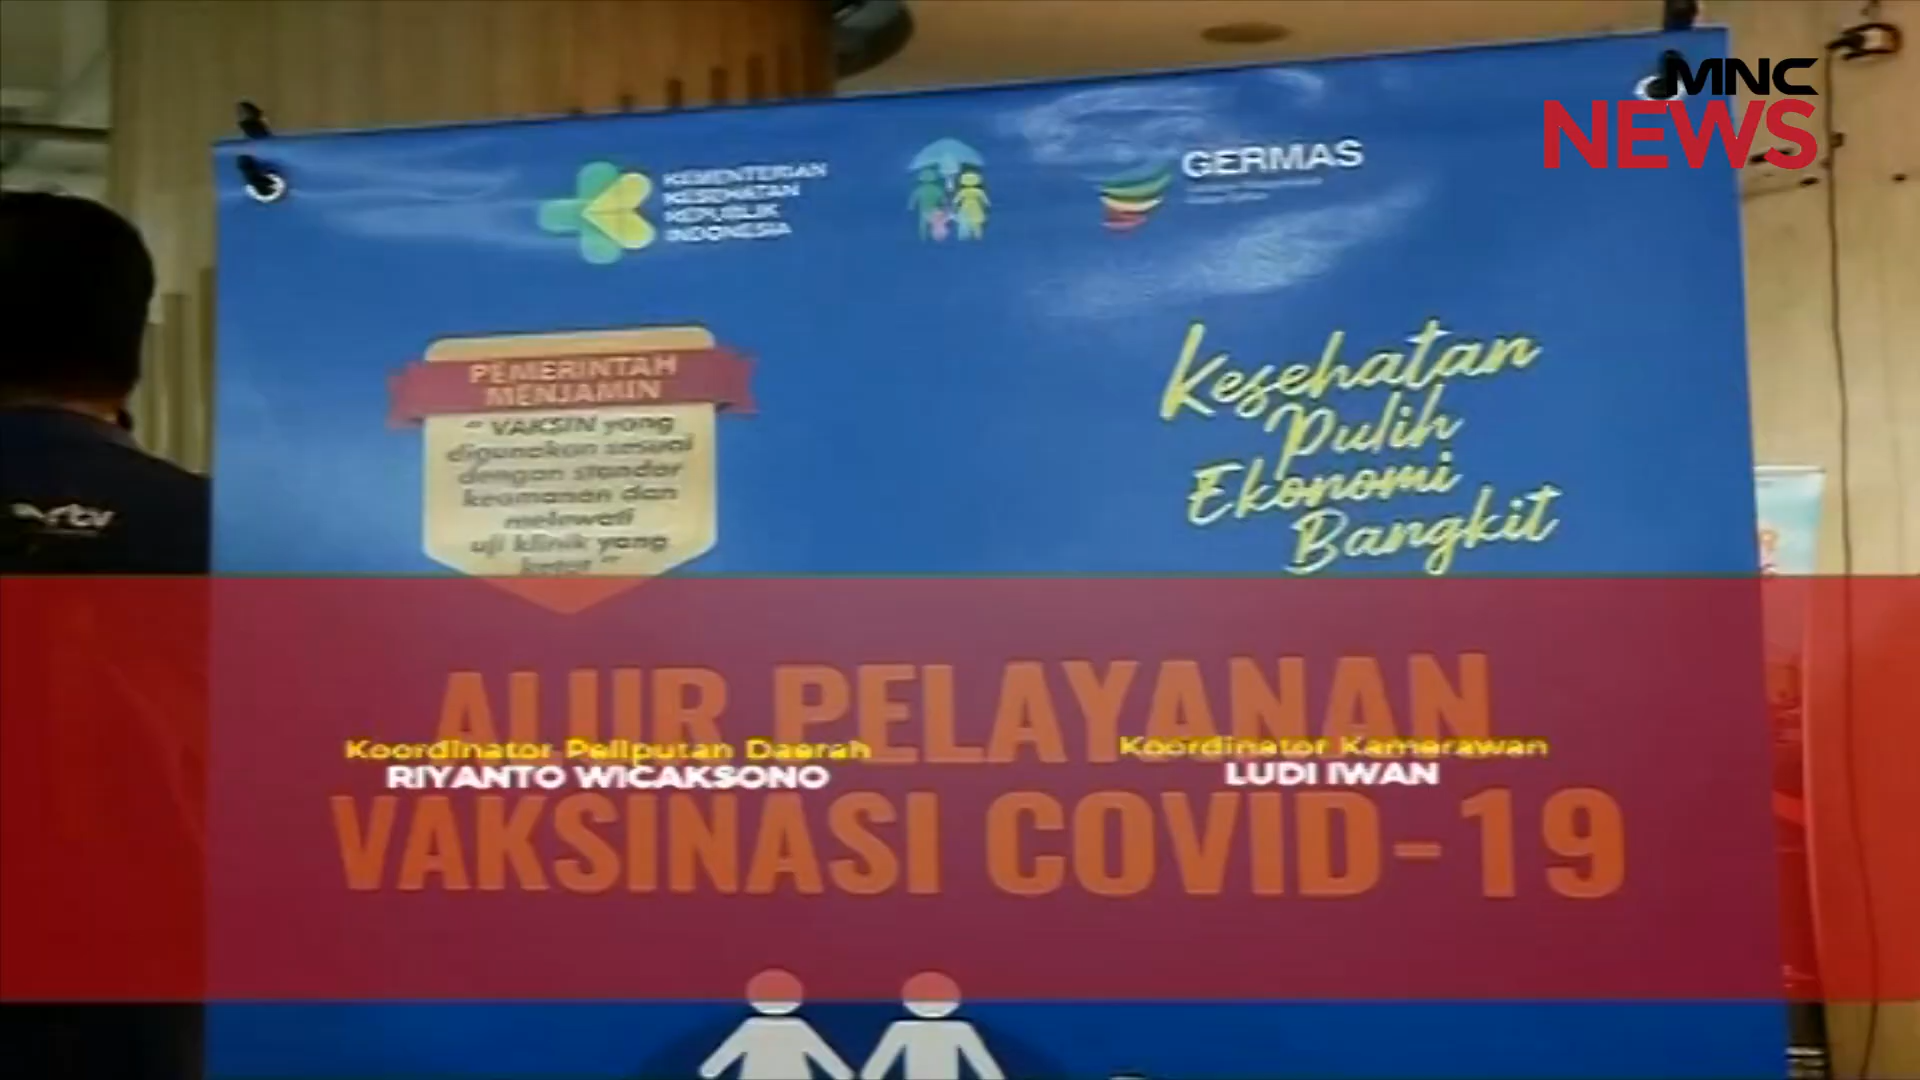 MNC
NEWS
KEMENTERIAN
KESEHATAN
REPUBLIK
INDONESIA
GERMAS
PEMERINTAH
MENJAMIN
" VAKSIN yang
digunakan sesuai
dengan standar
keamanan dan
melewati
uji klinik yang
ketat "
Kesehatan
Pulih
Ekonomi
Bangkit
rtv
ALUR PELAYANAN
VAKSINASI COVID-19
Koordinator Peliputan Daerah
RIYANTO WICAKSONO
Koordinator Kamerawan
LUDI IWAN